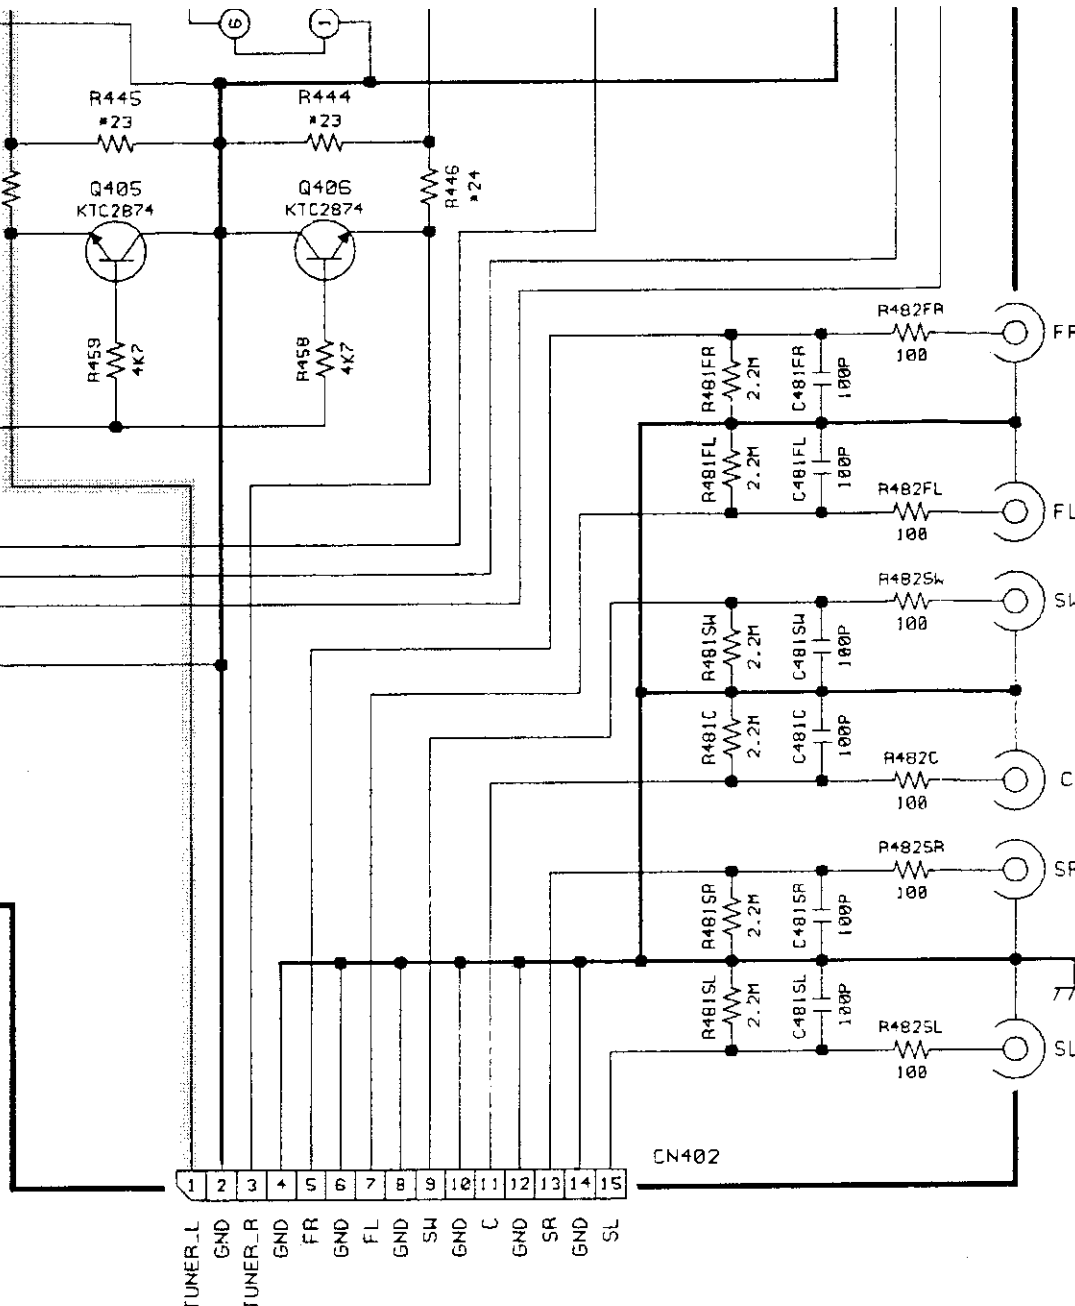 6 1
R445 R444
*23 *23
Q405 Q406
KTC2874 KTC2874
R446
*24
R459
4K7
R458
4K7
R482FR
100
FR
R481FR
2.2M
C481FR
100P
R481FL
2.2M
C481FL
100P
R482FL
100
FL
R482SW
100
SW
R481SW
2.2M
C481SW
100P
R481C
2.2M
C481C
100P
R482C
100
C
R482SR
100
SR
R481SR
2.2M
C481SR
100P
R481SL
2.2M
C481SL
100P
R482SL
100
SL
CN402
1 2 3 4 5 6 7 8 9 10 11 12 13 14 15
TUNER_L
GND
TUNER_R
GND
FR
GND
FL
GND
SW
GND
C
GND
SR
GND
SL